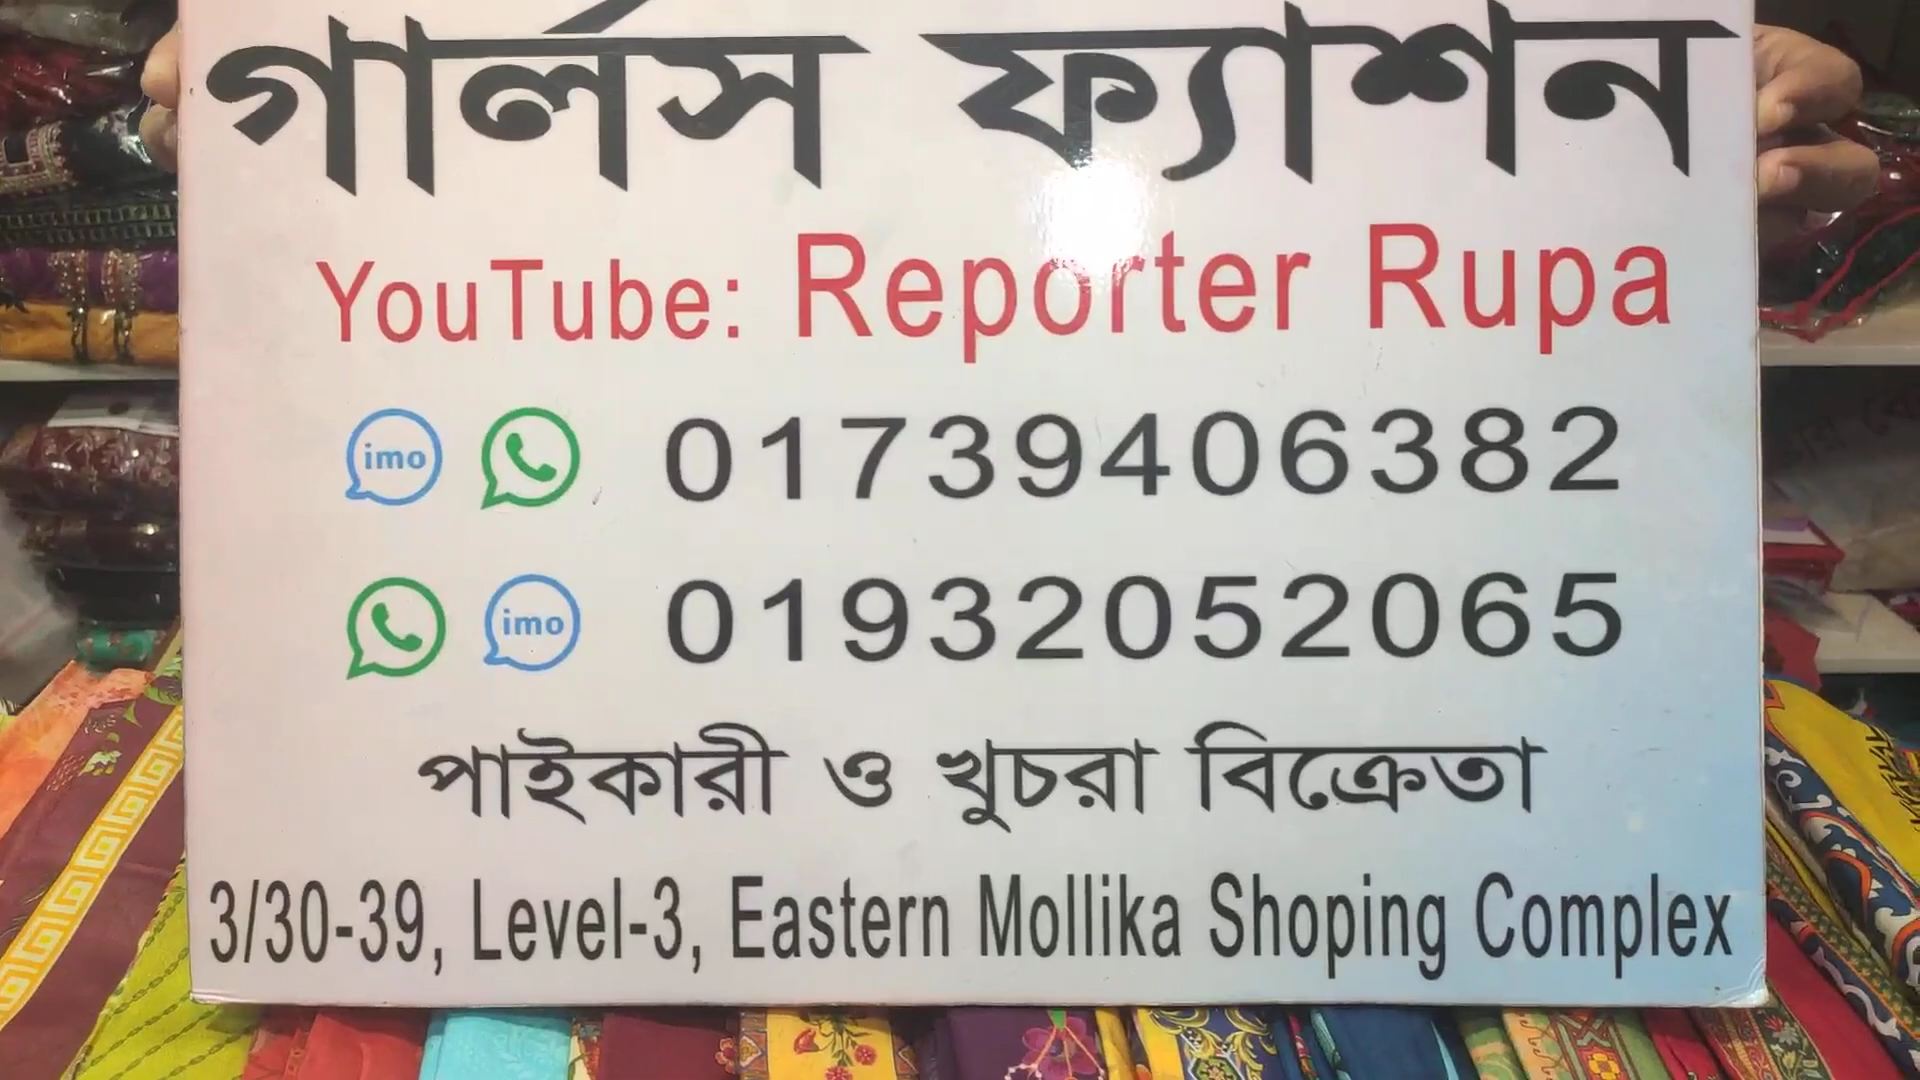 গার্লস ফ্যাশন
YouTube: Reporter Rupa
imo 01739406382
imo 01932052065
পাইকারী ও খুচরা বিক্রেতা
3/30-39, Level-3, Eastern Mollika Shoping Complex